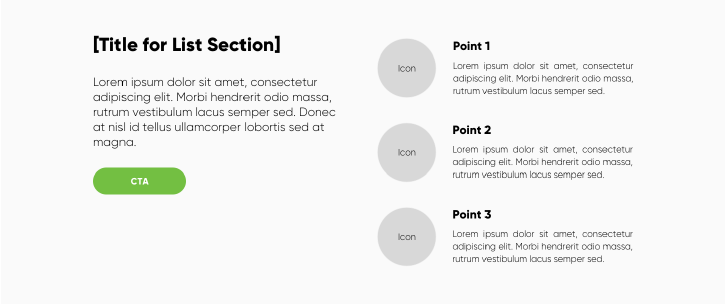 [Title for List Section]
Lorem ipsum dolor sit amet, consectetur
adipiscing elit. Morbi hendrerit odio massa,
rutrum vestibulum lacus semper sed. Donec
at nisl id tellus ullamcorper lobortis sed at
magna.
CTA
Icon
Point 1
Lorem ipsum dolor sit amet, consectetur
adipiscing elit. Morbi hendrerit odio massa,
rutrum vestibulum lacus semper sed.
Icon
Point 2
Lorem ipsum dolor sit amet, consectetur
adipiscing elit. Morbi hendrerit odio massa,
rutrum vestibulum lacus semper sed.
Icon
Point 3
Lorem ipsum dolor sit amet, consectetur
adipiscing elit. Morbi hendrerit odio massa,
rutrum vestibulum lacus semper sed.